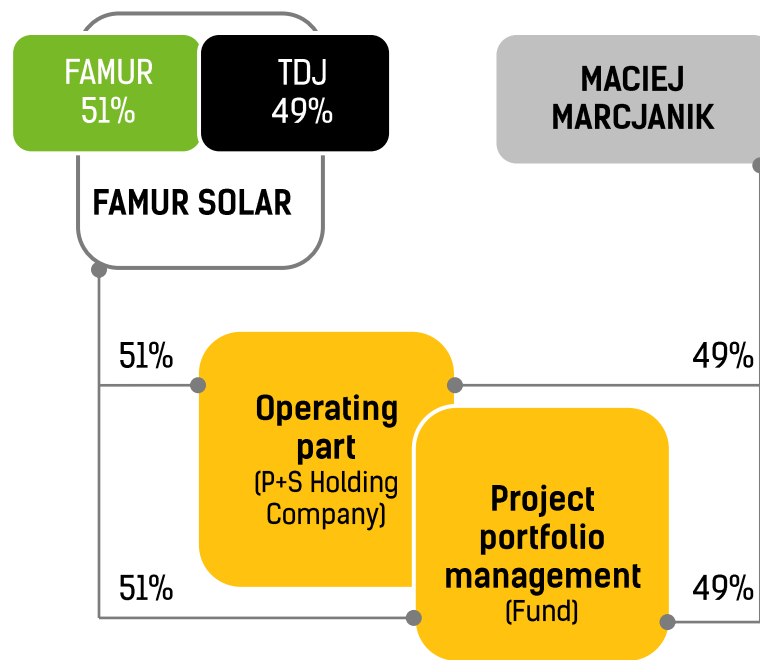 FAMUR
51%
TDJ
49%
MACIEJ
MARCJANIK
FAMUR SOLAR
51%
49%
Operating
part
(P+S Holding
Company)
Project
portfolio
management
(Fund)
51%
49%